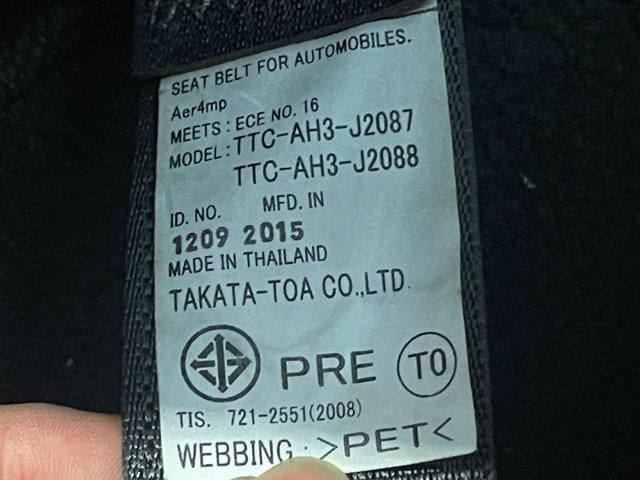 SEAT BELT FOR AUTOMOBILES.
Aer4mp
MEETS : ECE NO. 16
MODEL : TTC-AH3-J2087
TTC-AH3-J2088
ID. NO. MFD. IN
1209 2015
MADE IN THAILAND
TAKATA-TOA CO.,LTD.
PRE TO
TIS. 721-2551(2008)
WEBBING : >PET<